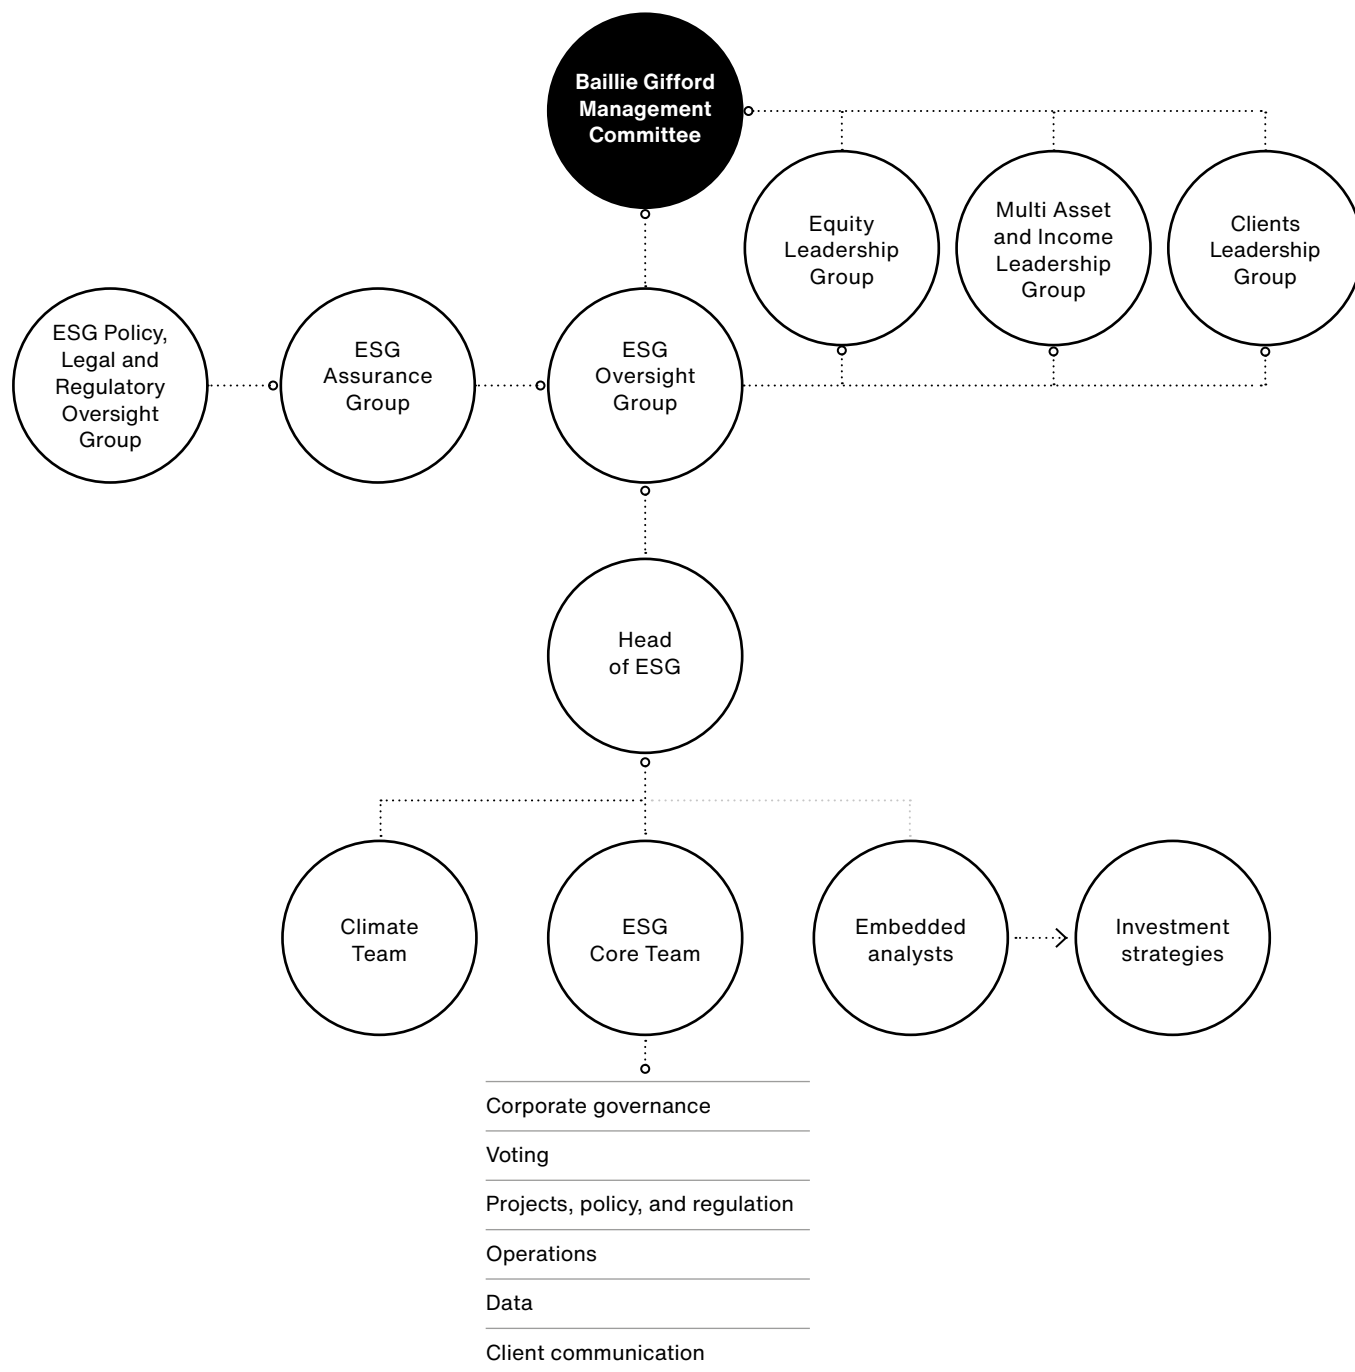 Baillie Gifford
Management
Committee
Equity
Leadership
Group
Multi Asset
and Income
Leadership
Group
Clients
Leadership
Group
ESG Policy,
Legal and
Regulatory
Oversight
Group
ESG
Assurance
Group
ESG
Oversight
Group
Head
of ESG
Climate
Team
ESG
Core Team
Embedded
analysts
Investment
strategies
Corporate governance
Voting
Projects, policy, and regulation
Operations
Data
Client communication